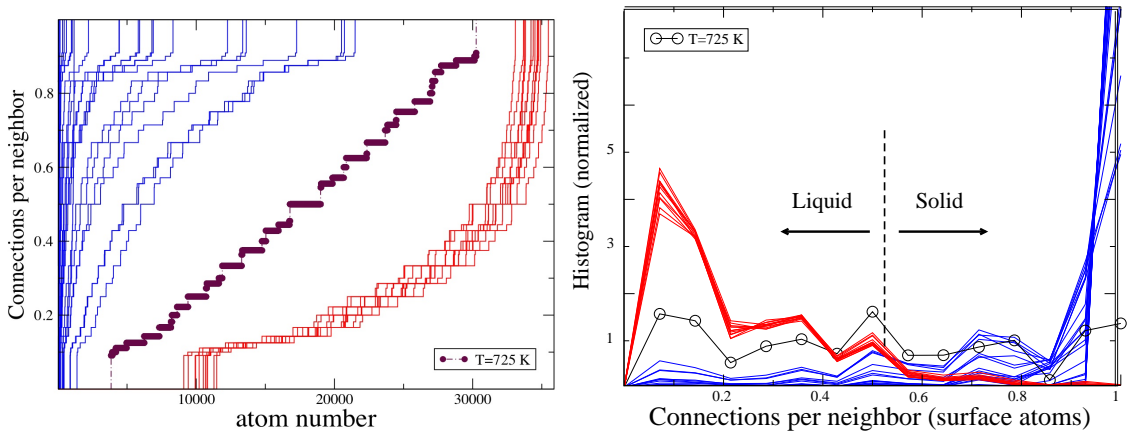 Connections per neighbor
0.8
0.6
0.4
0.2
10000
20000
30000
atom number
T=725 K
Histogram (normalized)
5
3
1
0.2
0.4
0.6
0.8
1
Connections per neighbor (surface atoms)
T=725 K
Liquid
Solid